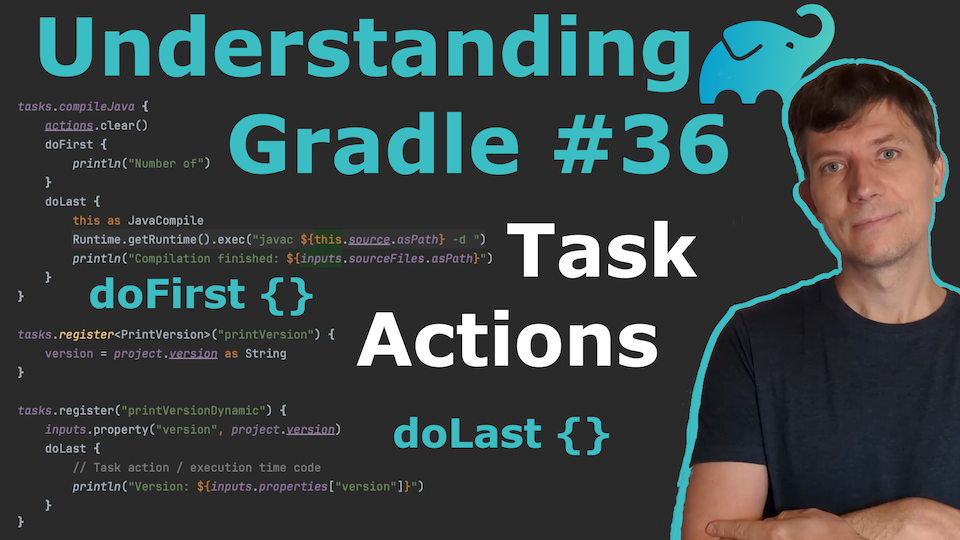 Understanding
Gradle #36
tasks.compileJava {
actions.clear()
doFirst {
println("Number of")
}
doLast {
this as JavaCompile
Runtime.getRuntime().exec("javac ${this.source.asPath} -d ")
println("Compilation finished: ${inputs.sourceFiles.asPath}")
}
}
Task
Actions
doFirst {}
tasks.register<PrintVersion>("printVersion") {
version = project.version as String
}
tasks.register("printVersionDynamic") {
inputs.property("version", project.version)
doLast {
// Task action / execution time code
println("Version: ${inputs.properties["version"]}")
}
}
doLast {}